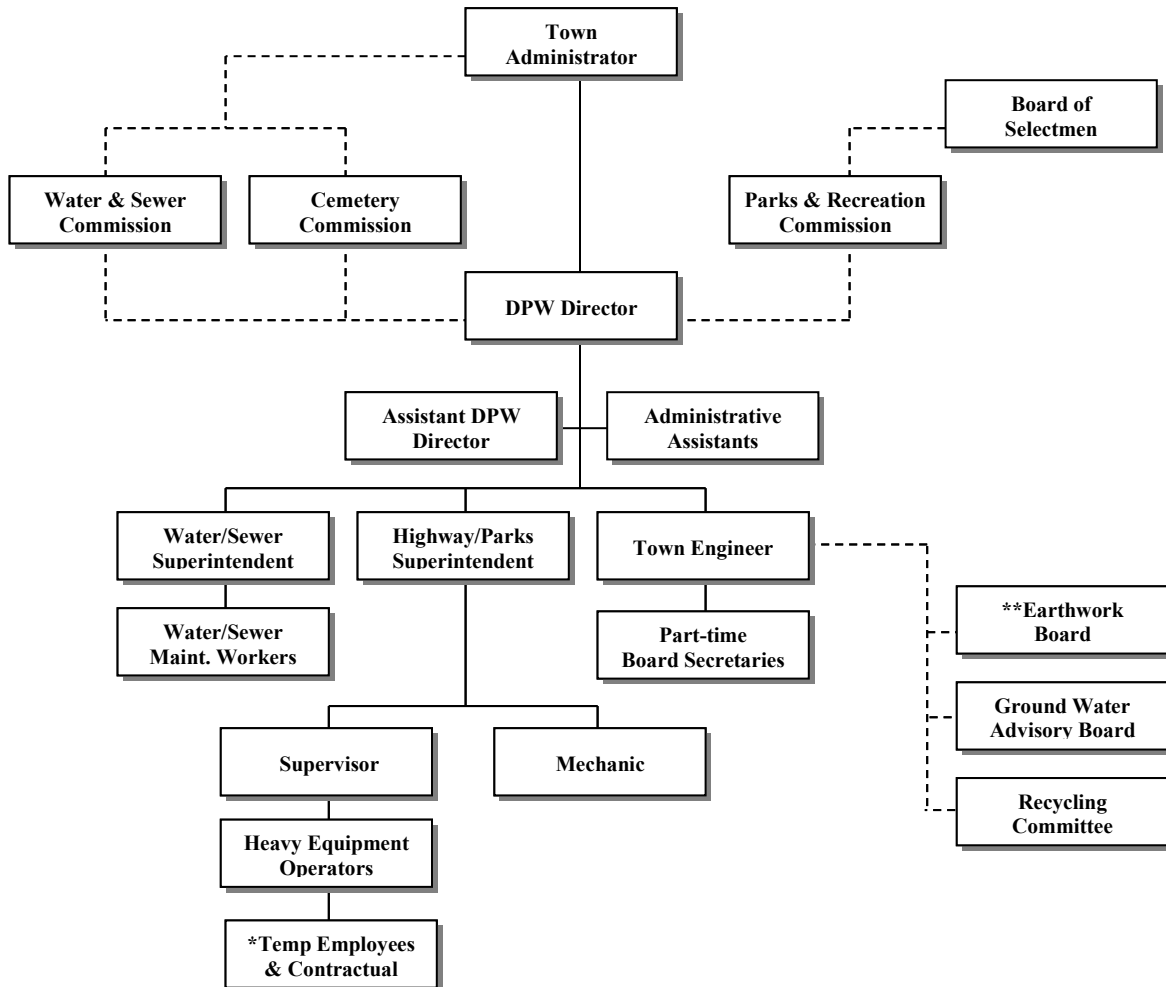 Town
Administrator
Board of
Selectmen
Water & Sewer
Commission
Cemetery
Commission
Parks & Recreation
Commission
DPW Director
Assistant DPW
Director
Administrative
Assistants
Water/Sewer
Superintendent
Highway/Parks
Superintendent
Town Engineer
Water/Sewer
Maint. Workers
Part-time
Board Secretaries
**Earthwork
Board
Ground Water
Advisory Board
Supervisor
Mechanic
Recycling
Committee
Heavy Equipment
Operators
*Temp Employees
& Contractual